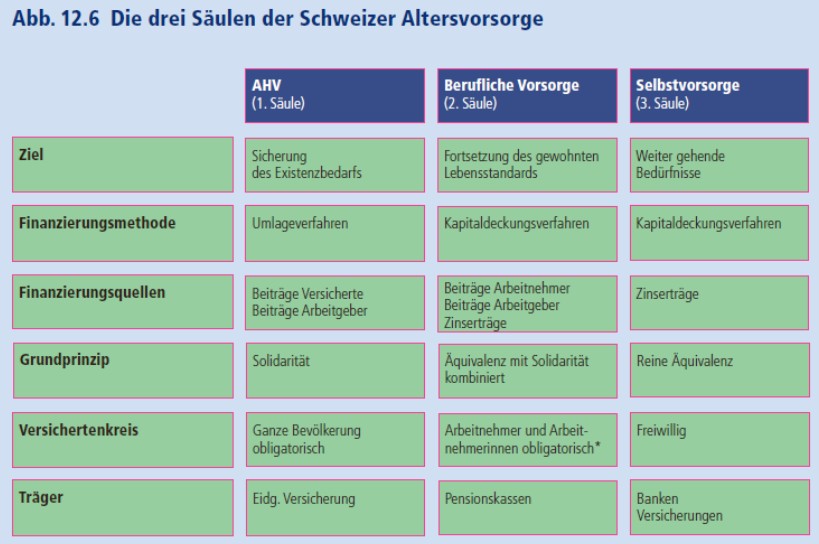 Abb. 12.6 Die drei Säulen der Schweizer Altersvorsorge
AHV
(1. Säule)
Berufliche Vorsorge
(2. Säule)
Selbstvorsorge
(3. Säule)
Ziel
Sicherung
des Existenzbedarfs
Fortsetzung des gewohnten
Lebensstandards
Weiter gehende
Bedürfnisse
Finanzierungsmethode
Umlageverfahren
Kapitaldeckungsverfahren
Kapitaldeckungsverfahren
Finanzierungsquellen
Beiträge Versicherte
Beiträge Arbeitgeber
Beiträge Arbeitnehmer
Beiträge Arbeitgeber
Zinserträge
Zinserträge
Grundprinzip
Solidarität
Äquivalenz mit Solidarität
kombiniert
Reine Äquivalenz
Versichertenkreis
Ganze Bevölkerung
obligatorisch
Arbeitnehmer und Arbeit-
nehmerinnen obligatorisch*
Freiwillig
Träger
Eidg. Versicherung
Pensionskassen
Banken
Versicherungen